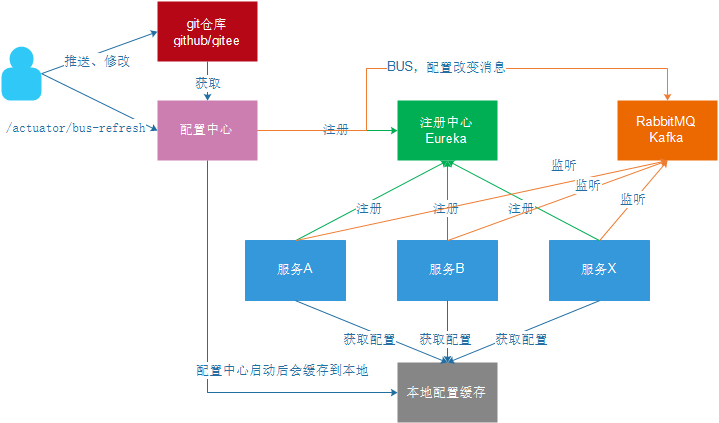 git仓库
github/gitee
推送、修改
获取
BUS，配置改变消息
/actuator/bus-refresh
配置中心
注册
注册中心
Eureka
RabbitMQ
Kafka
监听
监听
监听
注册
注册
注册
服务A
服务B
服务X
获取配置
获取配置
获取配置
配置中心启动后会缓存到本地
本地配置缓存